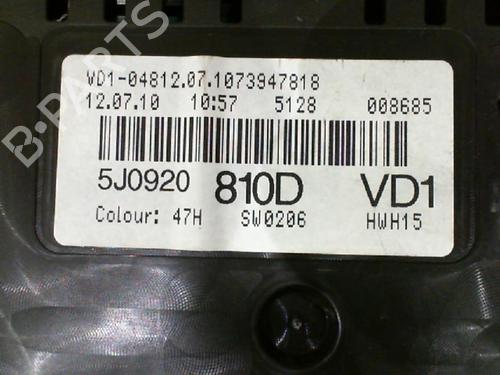 VD1-04812.07.1073947818
12.07.10 10:57 5128 008685
5J0920 810D VD1
Colour: 47H SW0206 HWH15
B-PARTS